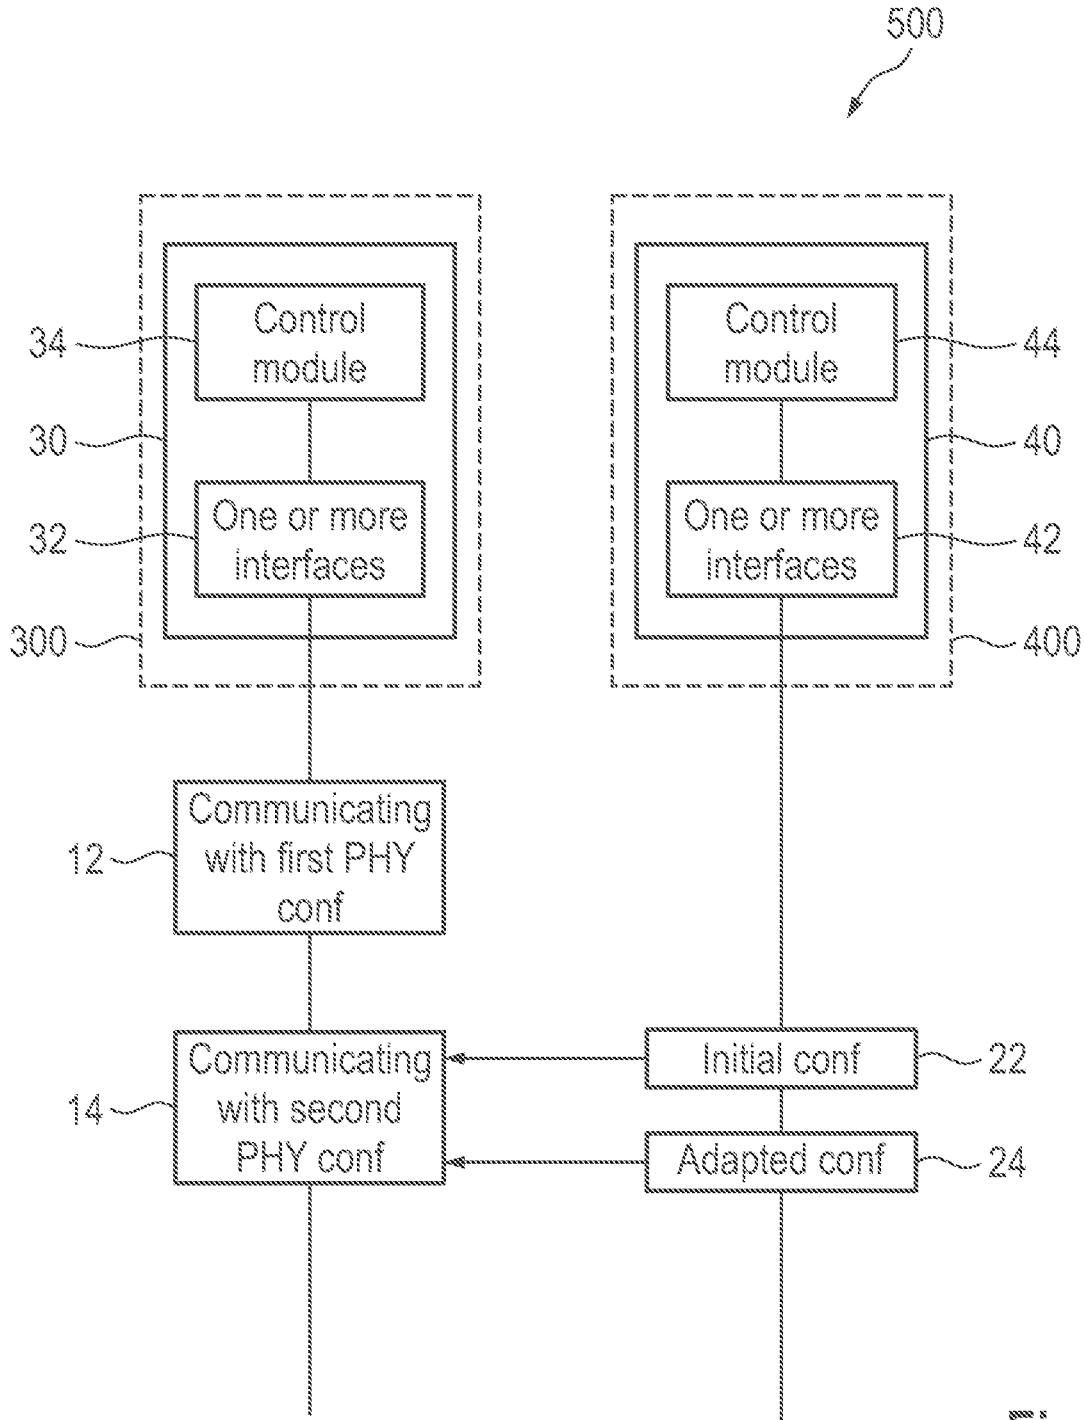 500
Control
module
34
Control
module
44
30
40
One or more
interfaces
32
One or more
interfaces
42
300
400
Communicating
with first PHY
conf
12
Communicating
with second
PHY conf
14
Initial conf
22
Adapted conf
24